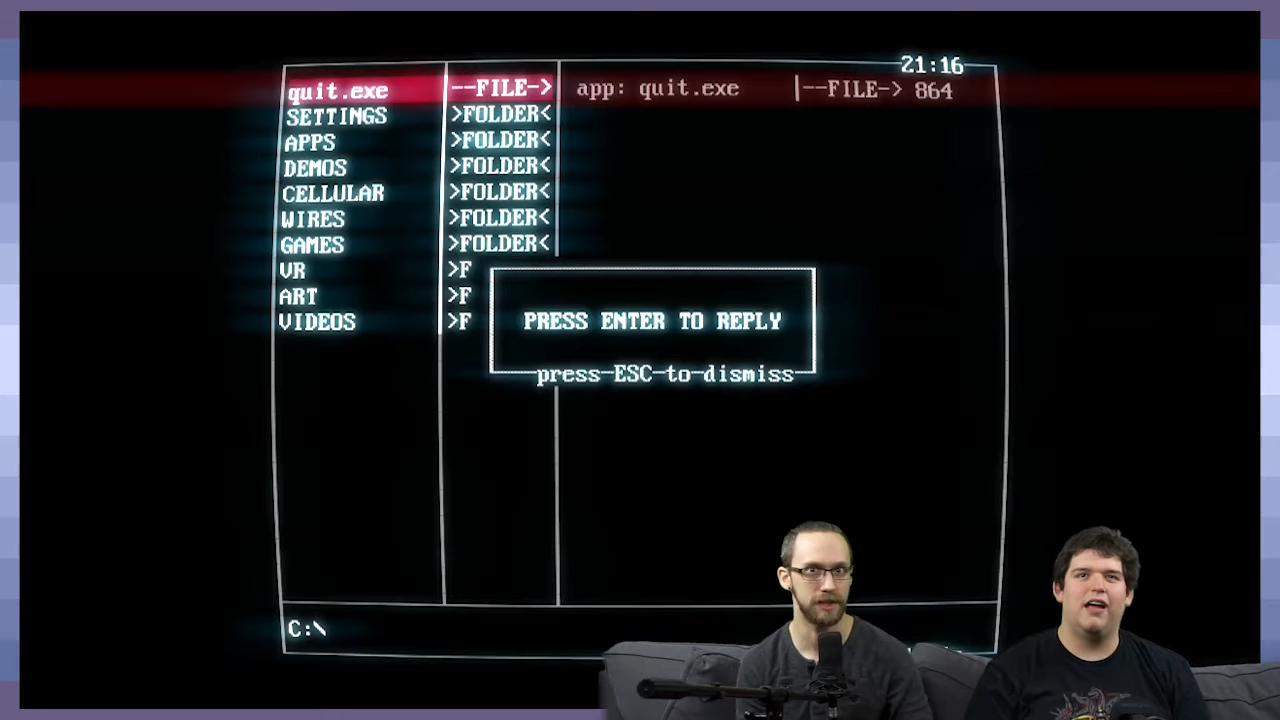 21:16
quit.exe --FILE-> app: quit.exe |--FILE-> 864
SETTINGS >FOLDER<
APPS >FOLDER<
DEMOS >FOLDER<
CELLULAR >FOLDER<
WIRES >FOLDER<
GAMES >FOLDER<
VR >F
ART >F
VIDEOS >F
PRESS ENTER TO REPLY
press-ESC-to-dismiss
C:\